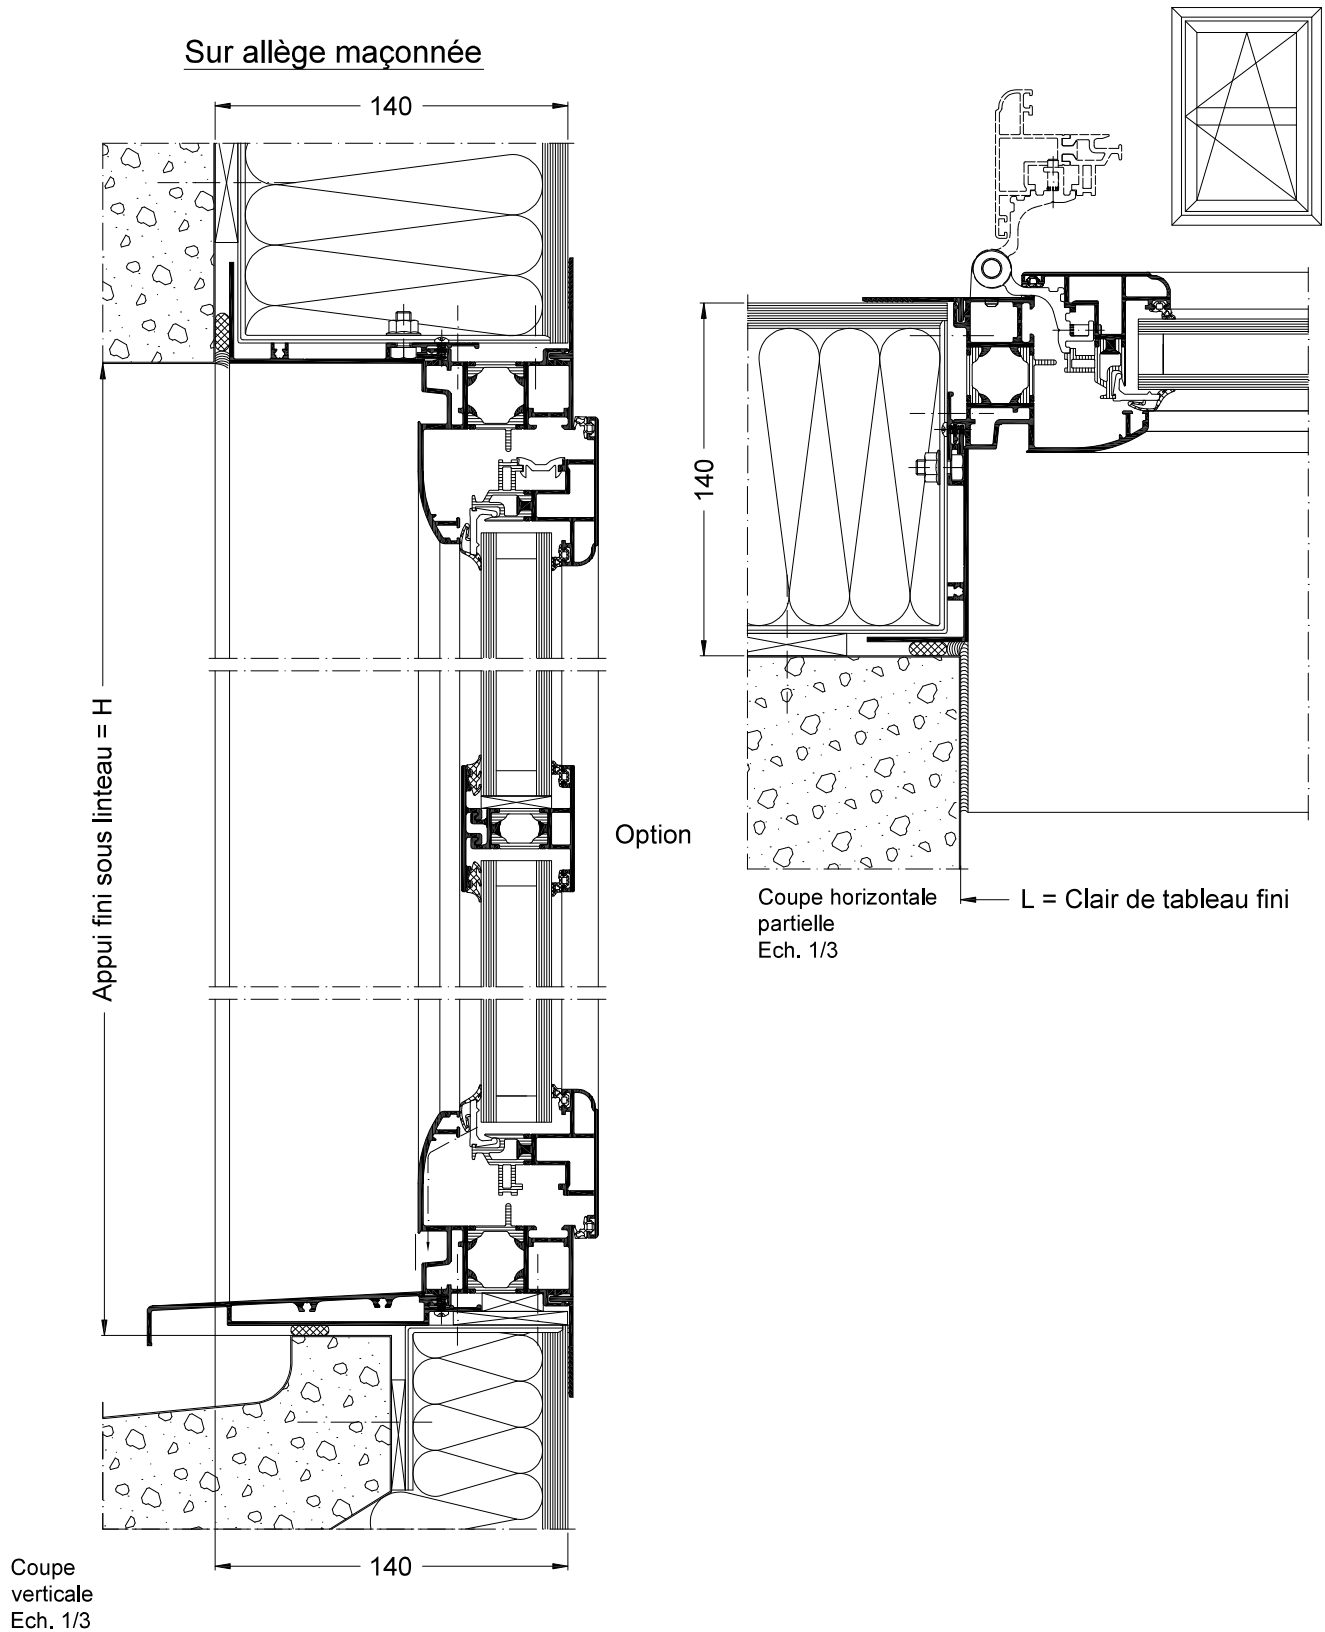 Sur allège maçonnée
140
140
Appui fini sous linteau = H
Option
Coupe horizontale
partielle
Ech. 1/3
L = Clair de tableau fini
140
Coupe
verticale
Ech. 1/3